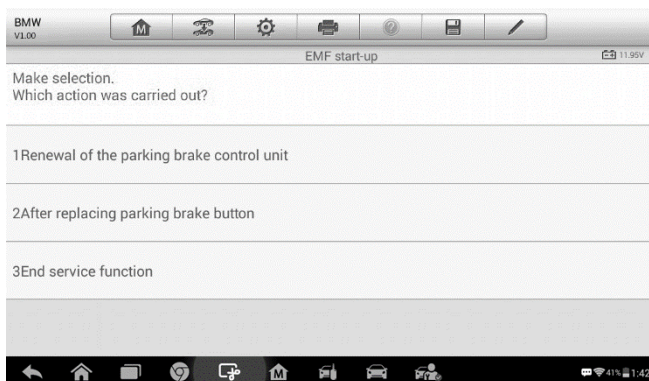 BMW
V1.00
M
?
EMF start-up
11.95V
Make selection.
Which action was carried out?
1Renewal of the parking brake control unit
2After replacing parking brake button
3End service function
M
41% 1:42